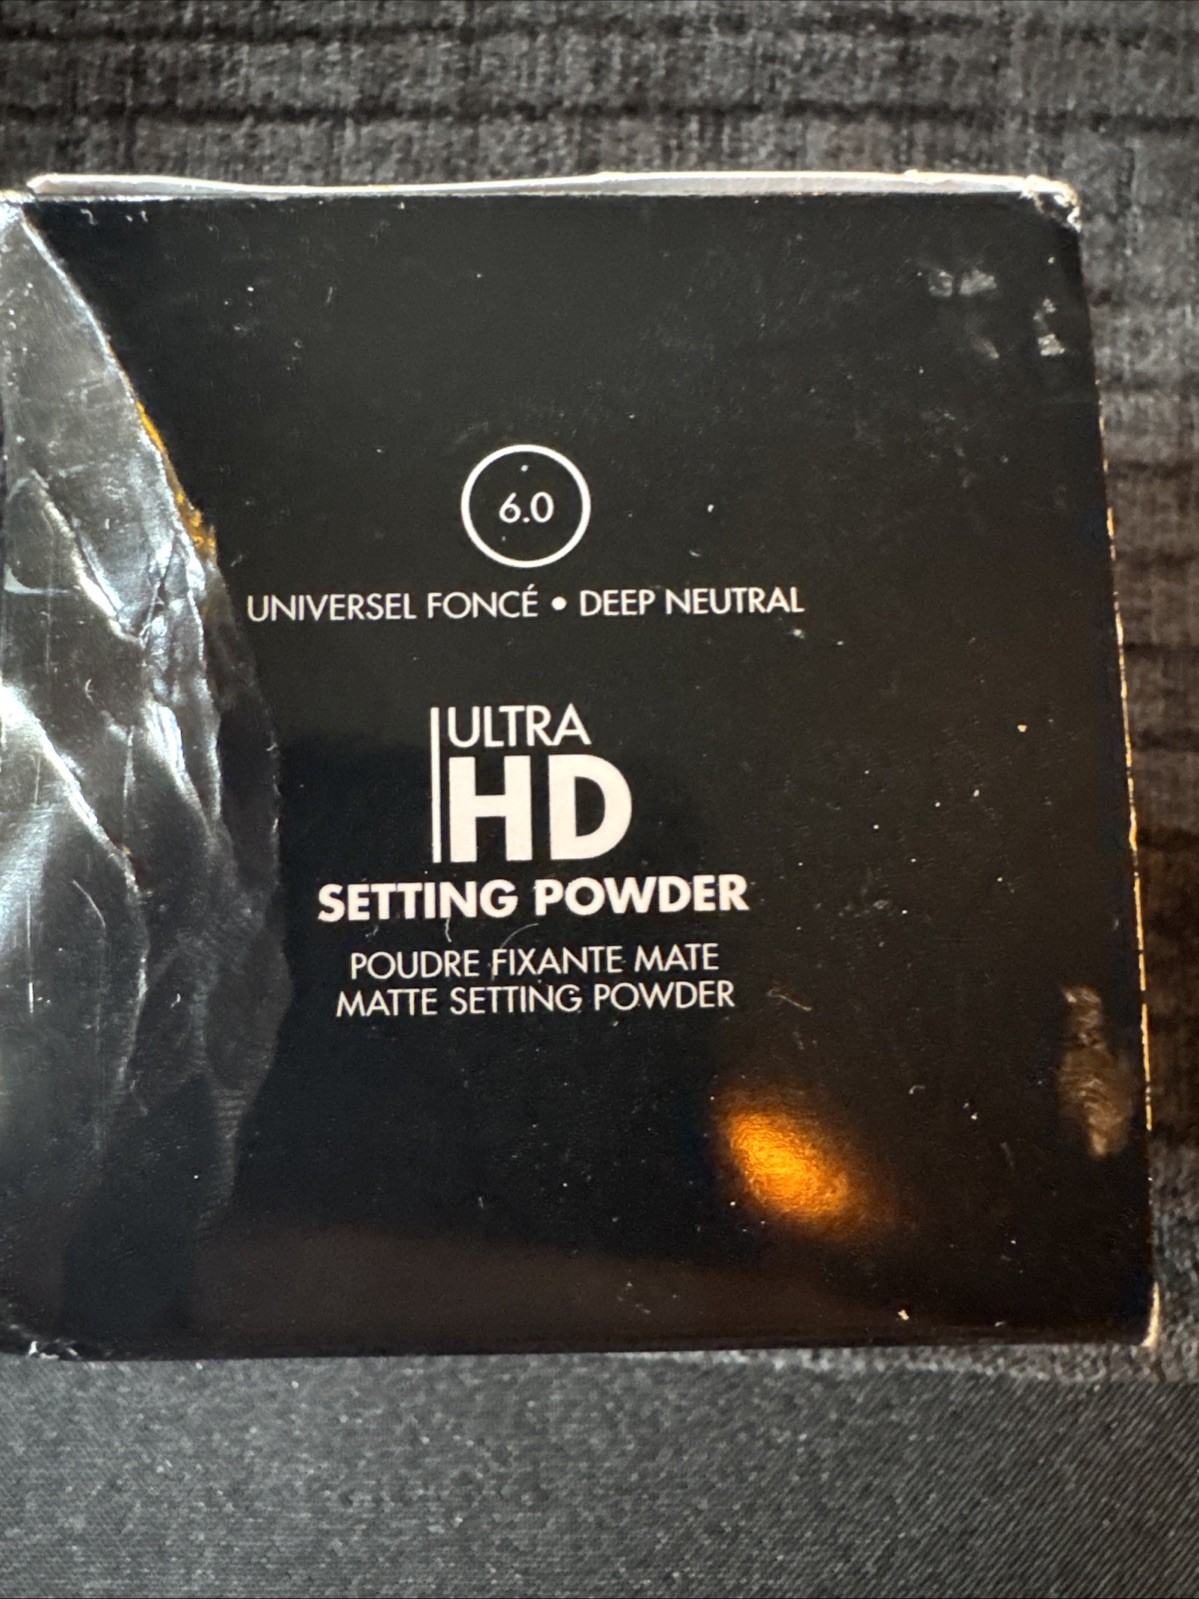 6.0
UNIVERSEL FONCÉ • DEEP NEUTRAL
ULTRA
HD
SETTING POWDER
POUDRE FIXANTE MATE
MATTE SETTING POWDER